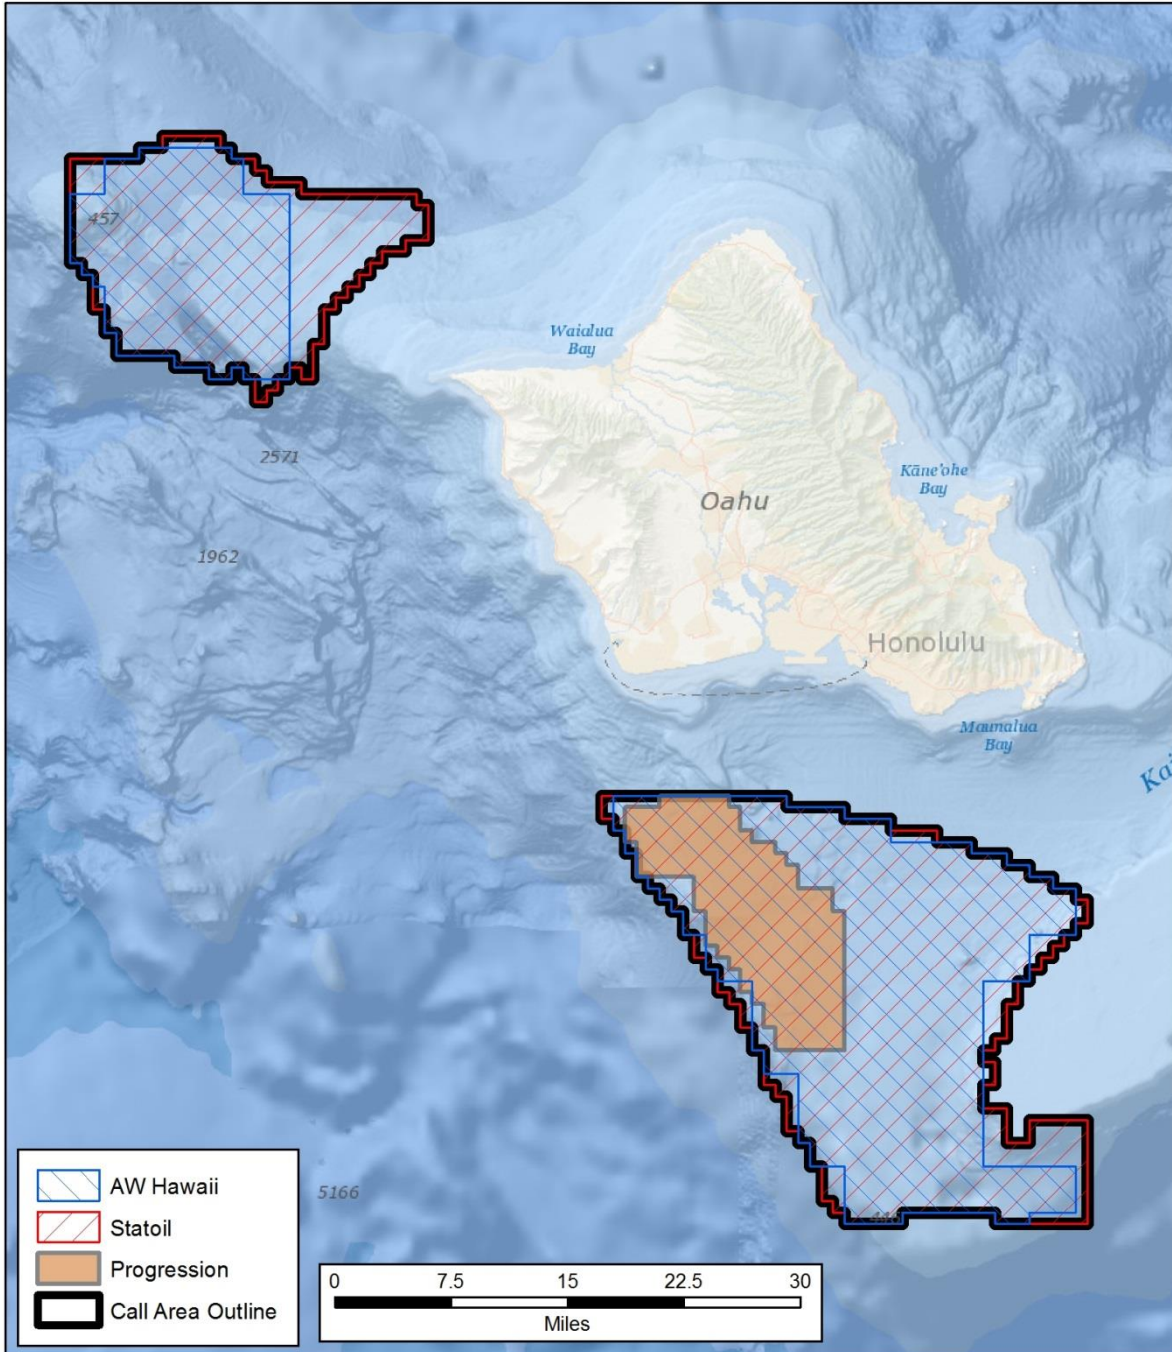 457
Waialua
Bay
2571
Kāne'ohe
Bay
Oahu
1962
Honolulu
Maunalua
Bay
5166
AW Hawaii
Statoil
Progression
Call Area Outline
0 7.5 15 22.5 30
Miles